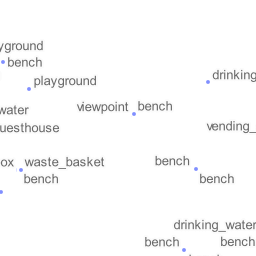 yground
bench
playground
drinking
water
viewpoint bench
uesthouse
vending_
ox waste_basket
bench
bench
bench
drinking_water
bench bench